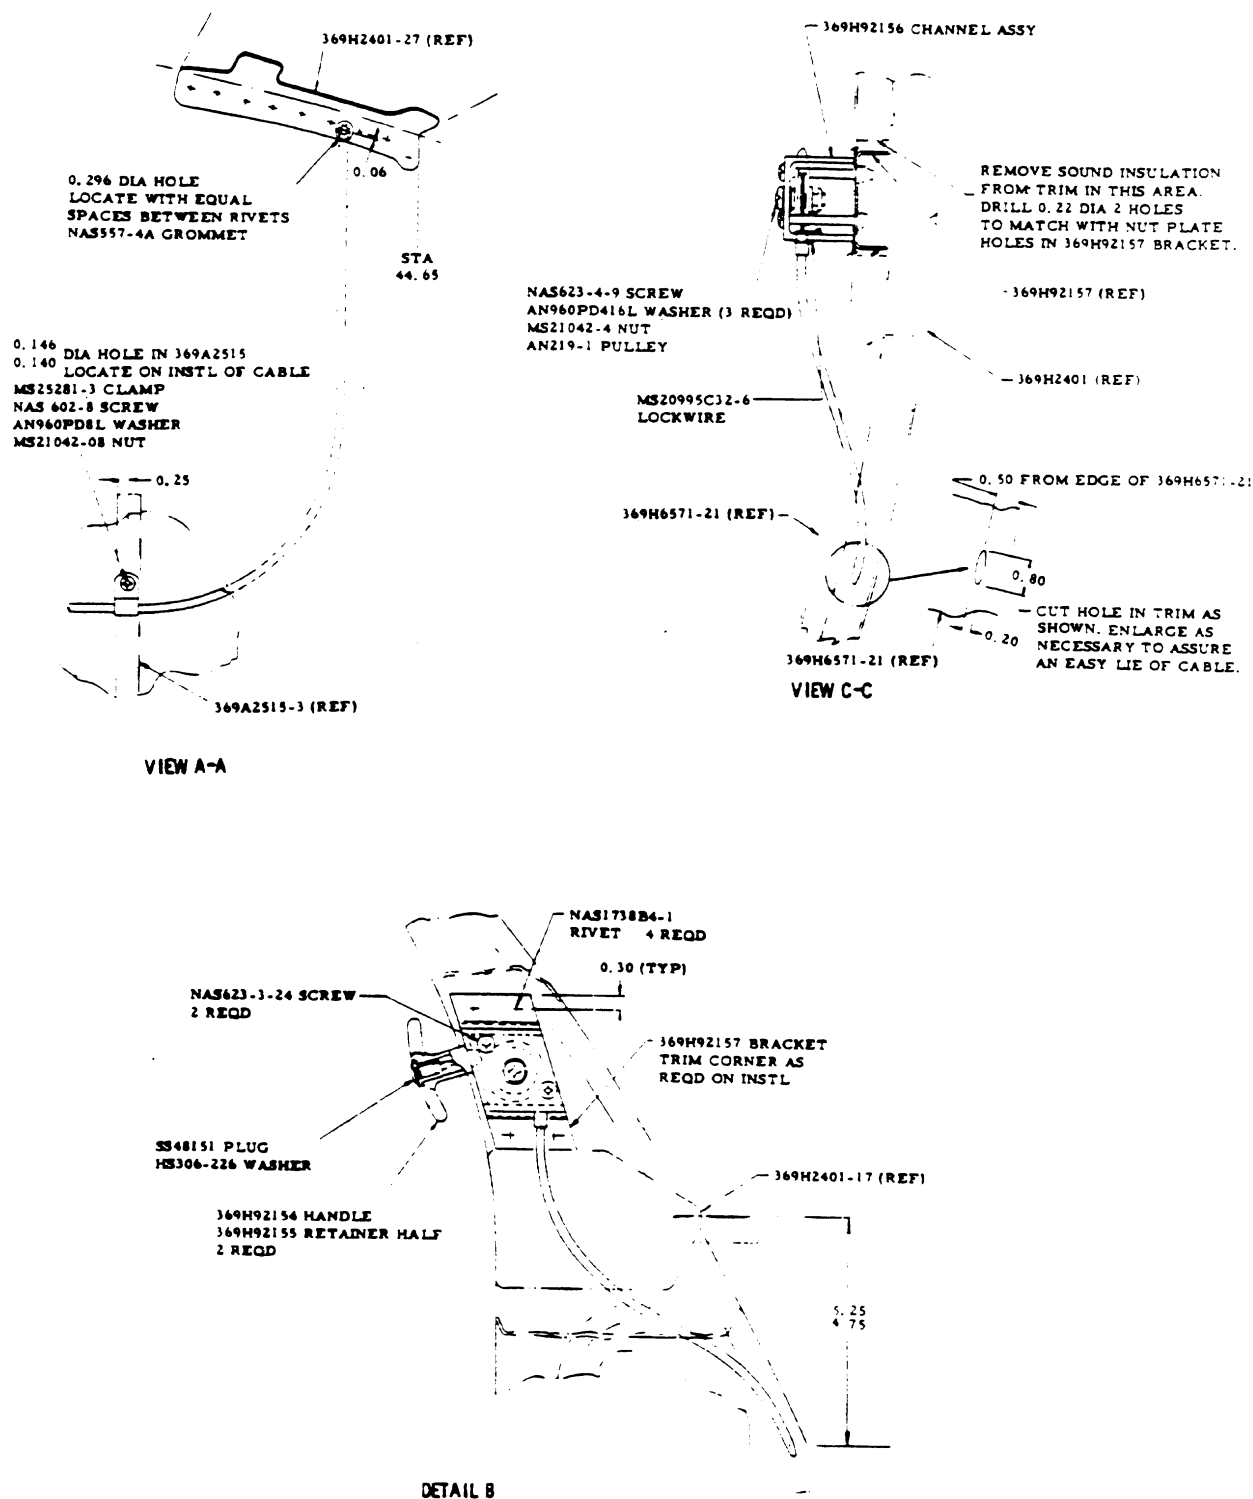 369H2401-27 (REF)
0.06
0.296 DIA HOLE
LOCATE WITH EQUAL
SPACES BETWEEN RIVETS
NAS557-4A GROMMET
STA
44.65
0.146
0.140 DIA HOLE IN 369A2515
LOCATE ON INSTL OF CABLE
MS25281-3 CLAMP
NAS 602-8 SCREW
AN960PD8L WASHER
MS21042-08 NUT
0.25
369A2515-3 (REF)
VIEW A-A
369H92156 CHANNEL ASSY
REMOVE SOUND INSULATION
FROM TRIM IN THIS AREA.
DRILL 0.22 DIA 2 HOLES
TO MATCH WITH NUT PLATE
HOLES IN 369H92157 BRACKET.
NAS623-4-9 SCREW
AN960PD416L WASHER (3 REQD)
MS21042-4 NUT
AN219-1 PULLEY
369H92157 (REF)
369H2401 (REF)
MS20995C32-6
LOCKWIRE
0.50 FROM EDGE OF 369H6571-21
369H6571-21 (REF)
0.80
CUT HOLE IN TRIM AS
SHOWN. ENLARGE AS
NECESSARY TO ASSURE
AN EASY LIE OF CABLE.
0.20
369H6571-21 (REF)
VIEW C-C
NAS1738B4-1
RIVET 4 REQD
0.30 (TYP)
NAS623-3-24 SCREW
2 REQD
369H92157 BRACKET
TRIM CORNER AS
REQD ON INSTL
SS48151 PLUG
HS306-226 WASHER
369H92154 HANDLE
369H92155 RETAINER HALF
2 REQD
369H2401-17 (REF)
5.25
4.75
DETAIL B